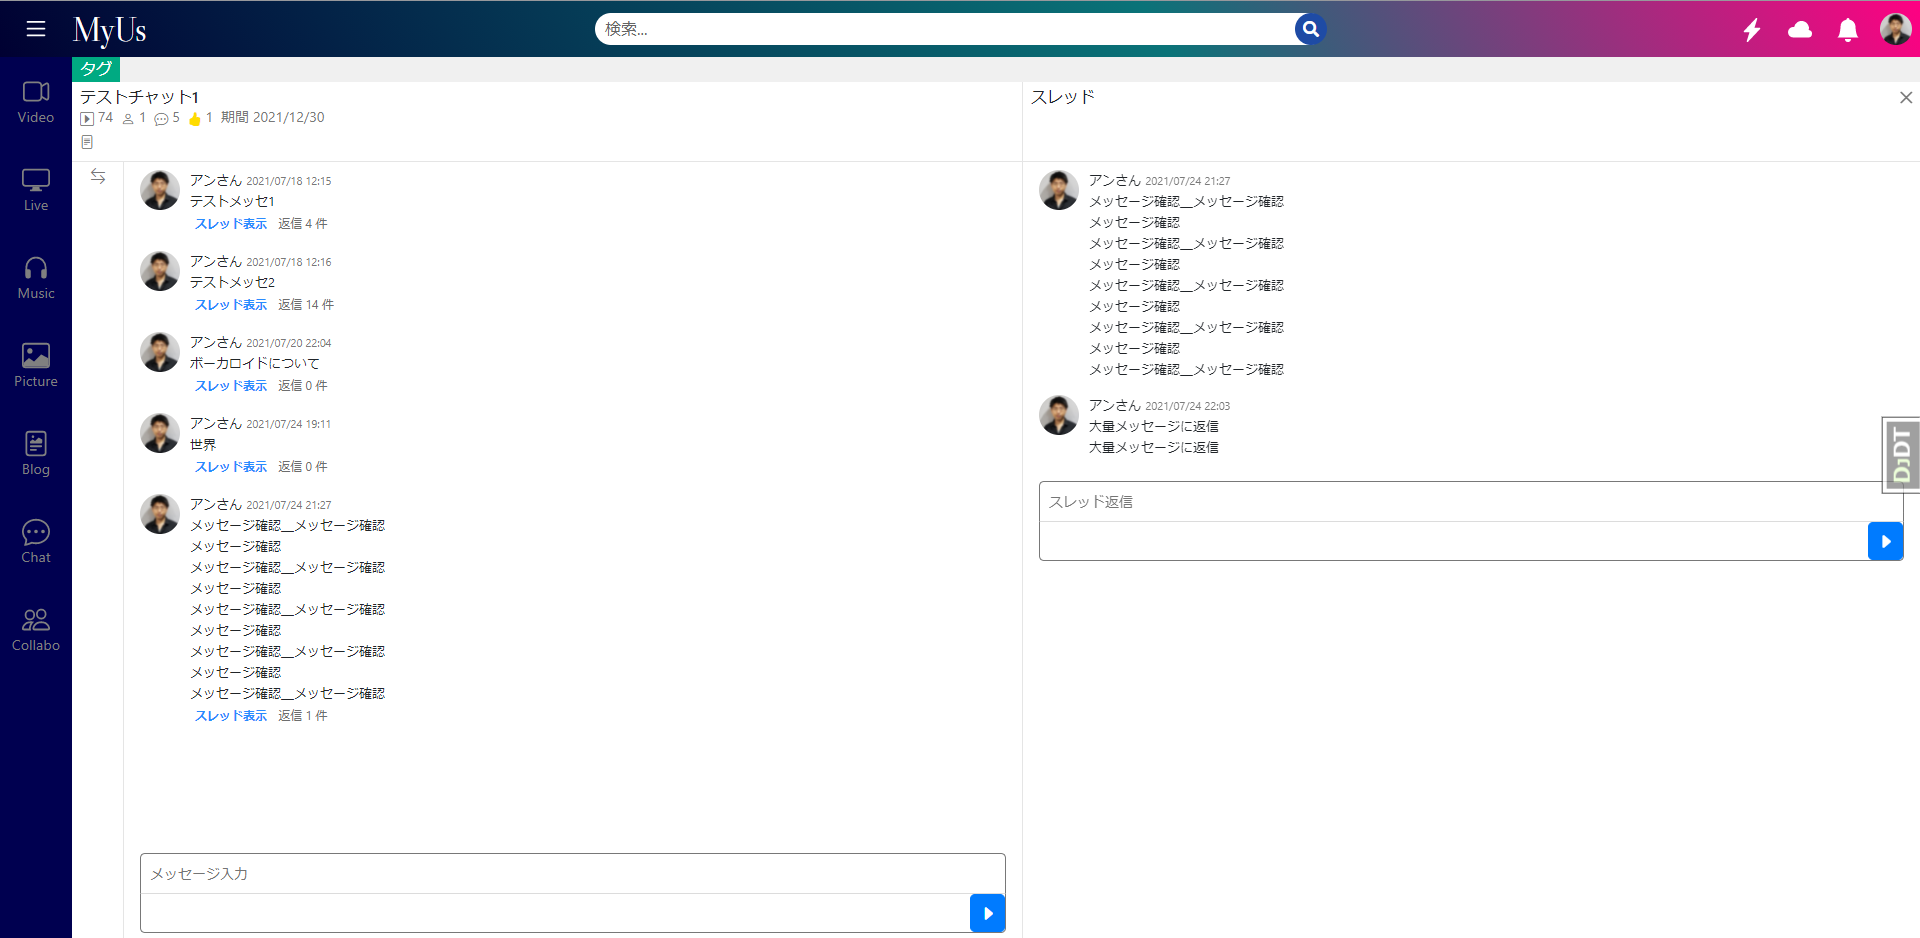 MyUs
検索...
Video
Live
Music
Picture
Blog
Chat
Collabo
タグ
テストチャット1
74 1 5 1 期間 2021/12/30
アンさん 2021/07/18 12:15
テストメッセ1
スレッド表示 返信 4 件
アンさん 2021/07/18 12:16
テストメッセ2
スレッド表示 返信 14 件
アンさん 2021/07/20 22:04
ボーカロイドについて
スレッド表示 返信 0 件
アンさん 2021/07/24 19:11
世界
スレッド表示 返信 0 件
アンさん 2021/07/24 21:27
メッセージ確認__メッセージ確認
メッセージ確認
メッセージ確認__メッセージ確認
メッセージ確認
メッセージ確認__メッセージ確認
メッセージ確認
メッセージ確認__メッセージ確認
メッセージ確認
メッセージ確認__メッセージ確認
スレッド表示 返信 1 件
メッセージ入力
スレッド
アンさん 2021/07/24 21:27
メッセージ確認__メッセージ確認
メッセージ確認
メッセージ確認__メッセージ確認
メッセージ確認
メッセージ確認__メッセージ確認
メッセージ確認
メッセージ確認__メッセージ確認
メッセージ確認
メッセージ確認__メッセージ確認
アンさん 2021/07/24 22:03
大量メッセージに返信
大量メッセージに返信
スレッド返信
DJDT